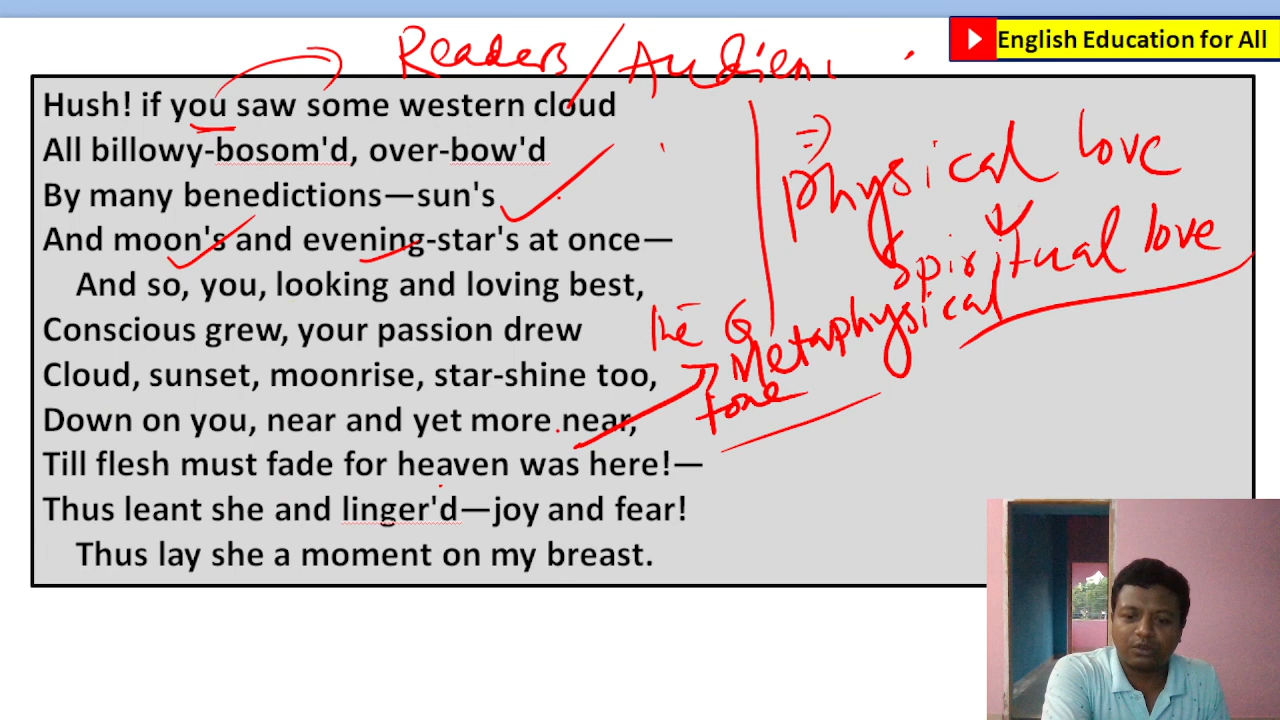 Readers / Audien
English Education for All
Hush! if you saw some western cloud
All billowy-bosom'd, over-bow'd
By many benedictions—sun's
And moon's and evening-star's at once—
And so, you, looking and loving best,
Conscious grew, your passion drew
Cloud, sunset, moonrise, star-shine too,
Down on you, near and yet more near,
Till flesh must fade for heaven was here!—
Thus leant she and linger'd—joy and fear!
Thus lay she a moment on my breast.
⇒ physical love
↓
Spiritual love
Metaphysical
tone